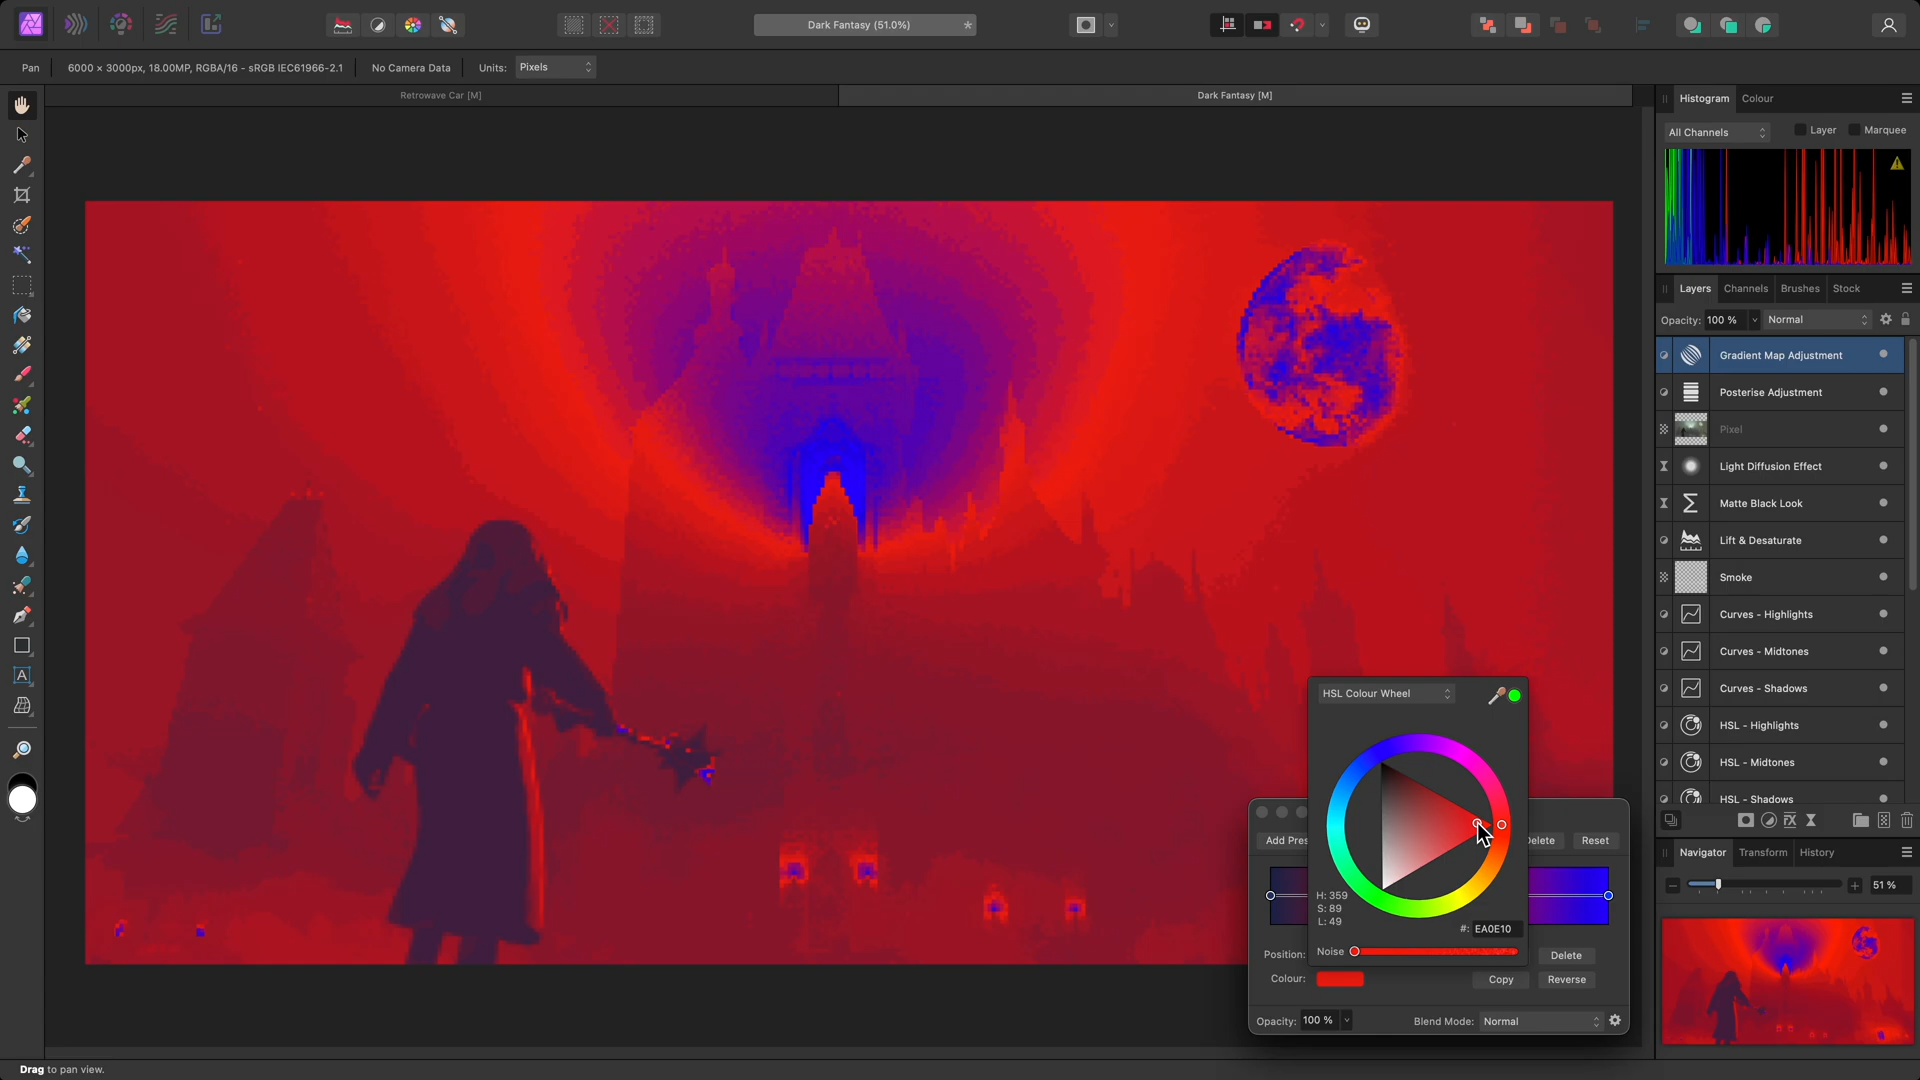 Dark Fantasy (51.0%)
*
Pan
6000 × 3000px, 18.00MP, RGBA/16 - sRGB IEC61966-2.1
No Camera Data
Units:
Pixels
Retrowave Car [M]
Dark Fantasy [M]
Histogram
Colour
All Channels
Layer
Marquee
Layers
Channels
Brushes
Stock
Opacity:
100 %
Normal
Gradient Map Adjustment
Posterise Adjustment
Pixel
Light Diffusion Effect
Matte Black Look
Lift & Desaturate
Smoke
Curves - Highlights
Curves - Midtones
Curves - Shadows
HSL - Highlights
HSL - Midtones
HSL - Shadows
Navigator
Transform
History
51 %
HSL Colour Wheel
H: 359
S: 89
L: 49
#:
EA0E10
Noise
Add Pres
Delete
Reset
Position:
Delete
Colour:
Copy
Reverse
Opacity:
100 %
Blend Mode:
Normal
Drag to pan view.